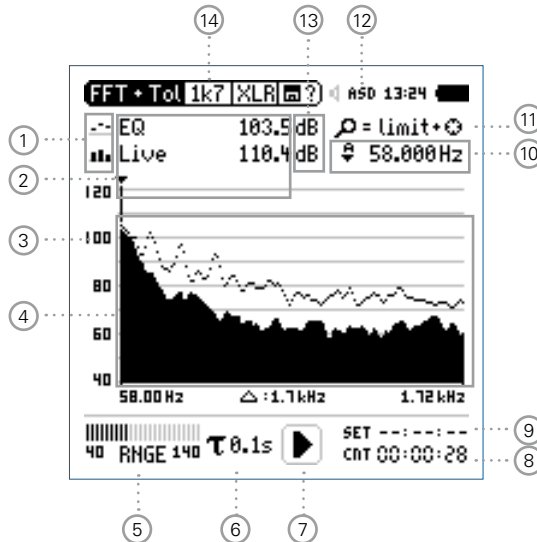 14 13 12
FFT + Tol 1k7 XLR ? ASD 13:24
1 EQ 103.5 dB = limit+ 11
Live 110.4 dB 58.000Hz 10
2
120
3 100
80
4
60
40
58.00Hz △:1.7kHz 1.72kHz
SET --:--:-- 9
40 RNGE 140 τ 0.1s CNT 00:00:28 8
5 6 7